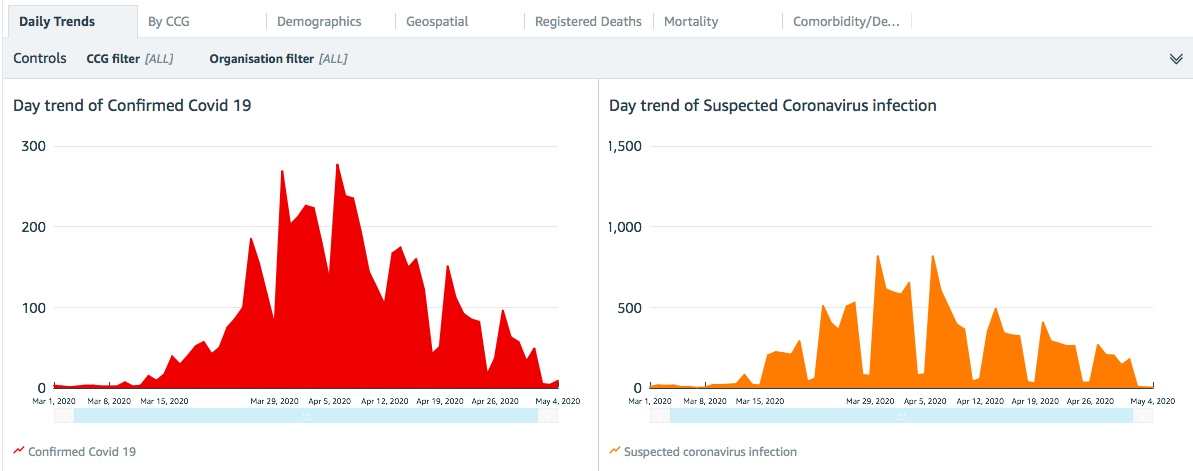 Daily Trends By CCG Demographics Geospatial Registered Deaths Mortality Comorbidity/De...
Controls CCG filter [ALL] Organisation filter [ALL]
Day trend of Confirmed Covid 19
300
200
100
0
Mar 1, 2020 Mar 8, 2020 Mar 15, 2020 Mar 29, 2020 Apr 5, 2020 Apr 12, 2020 Apr 19, 2020 Apr 26, 2020 May 4, 2020
Confirmed Covid 19
Day trend of Suspected Coronavirus infection
1,500
1,000
500
0
Mar 1, 2020 Mar 8, 2020 Mar 15, 2020 Mar 29, 2020 Apr 5, 2020 Apr 12, 2020 Apr 19, 2020 Apr 26, 2020 May 4, 2020
Suspected coronavirus infection